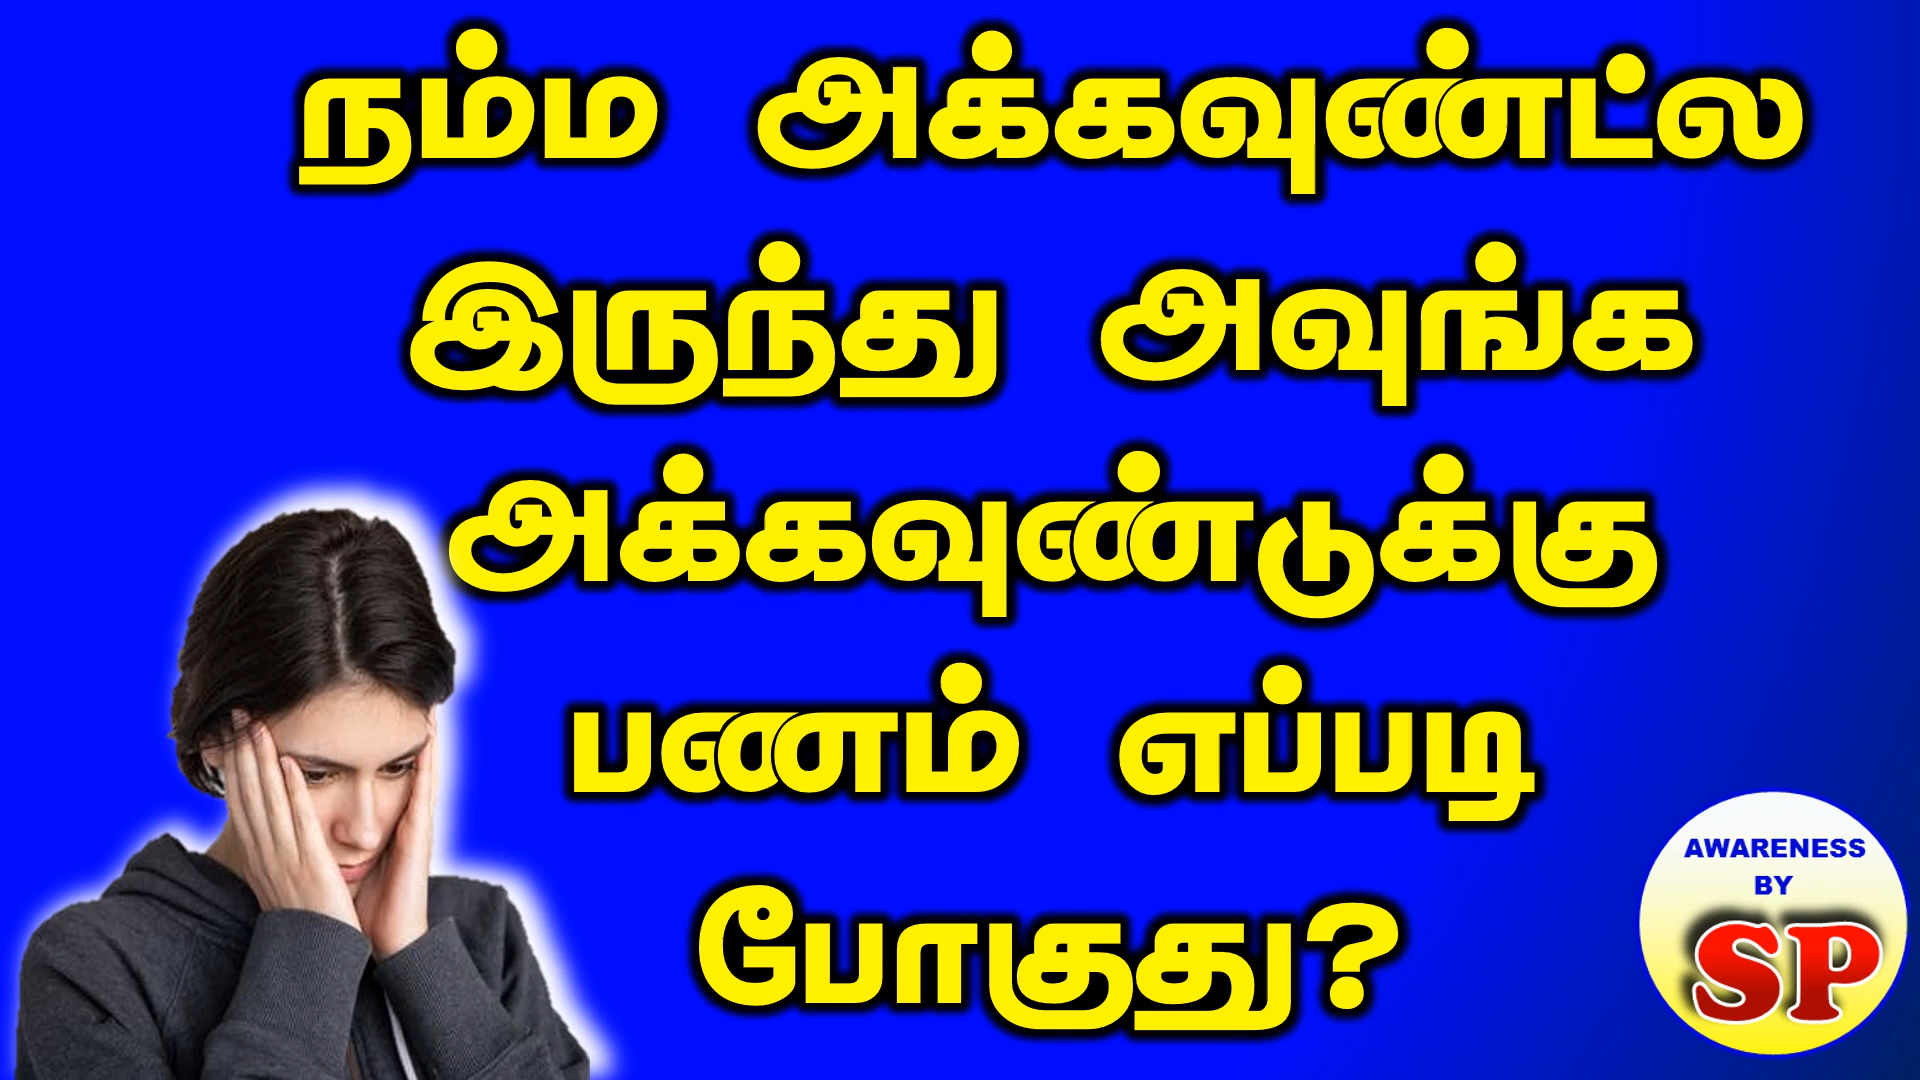 நம்ம அக்கவுண்ட்ல
இருந்து அவுங்க
அக்கவுண்டுக்கு
பணம் எப்படி
போகுது?
AWARENESS
BY
SP